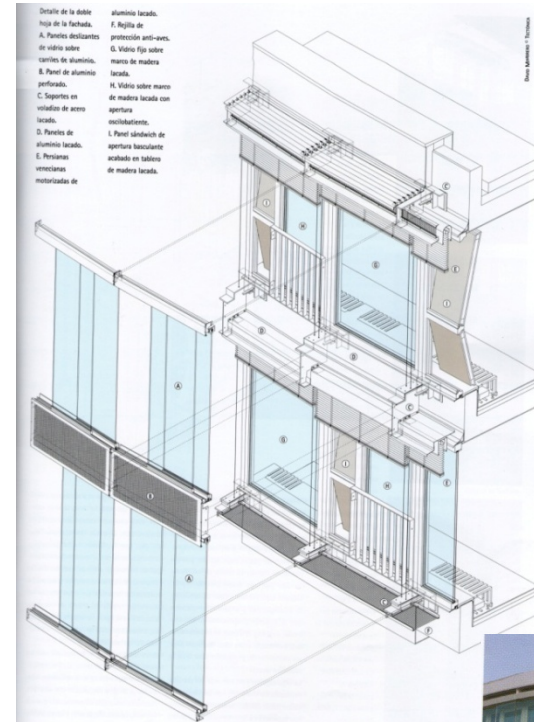 Detalle de la doble
hoja de la fachada.
A. Paneles deslizantes
de vidrio sobre
carriles de aluminio.
B. Panel de aluminio
perforado.
C. Soportes en
voladizo de acero
lacado.
D. Paneles de
aluminio lacado.
E. Persianas
venecianas
motorizadas de
aluminio lacado.
F. Rejilla de
protección anti-aves.
G. Vidrio fijo sobre
marco de madera
lacada.
H. Vidrio sobre marco
de madera lacada con
apertura
oscilobatiente.
I. Panel sándwich de
apertura basculante
acabado en tablero
de madera lacada.
C
I
H
E
G
I
D
D
A
C
G
I
H
E
B
A
C
F